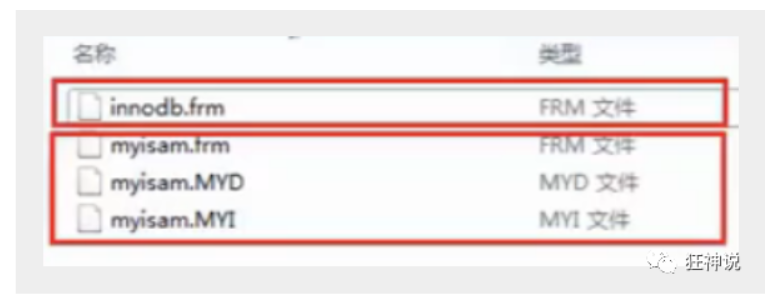 名称 类型
innodb.frm FRM 文件
myisam.frm FRM 文件
myisam.MYD MYD 文件
myisam.MYI MYI 文件
狂神说